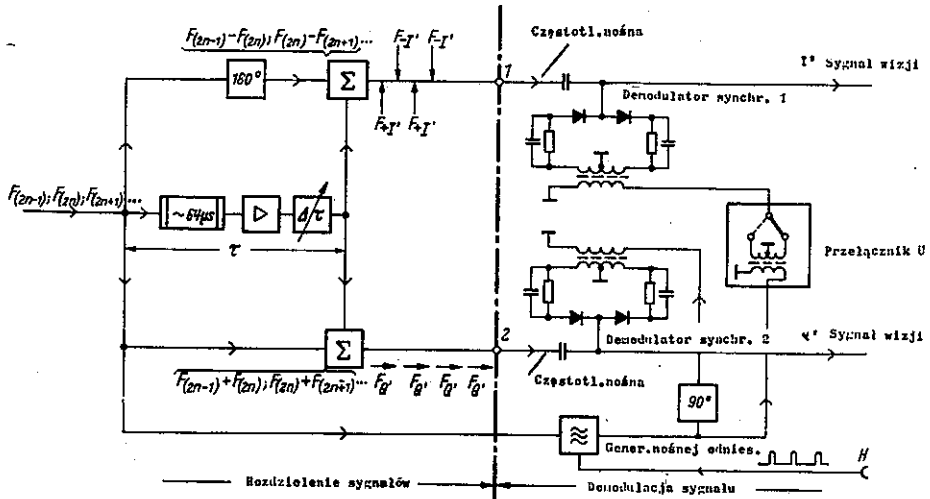 F(2n-1)-F(2n); F(2n)-F(2n+1)...
F-I' F-I'
180°
Σ
F+I' F+I'
1
Częstotl.nośna
I' Sygnał wizji
Demodulator synchr. 1
F(2n-1); F(2n); F(2n+1)...
~64µs
Δτ
τ
Przełącznik U
Σ
2
Demodulator synchr. 2
Sygnał wizji
F(2n-1)+F(2n); F(2n)+F(2n+1)...
FQ' FQ' FQ' FQ'
Częstotl.nośna
90°
Gener.nośnej odnies.
H
Rozdzielenie sygnałów
Demodulacja sygnału